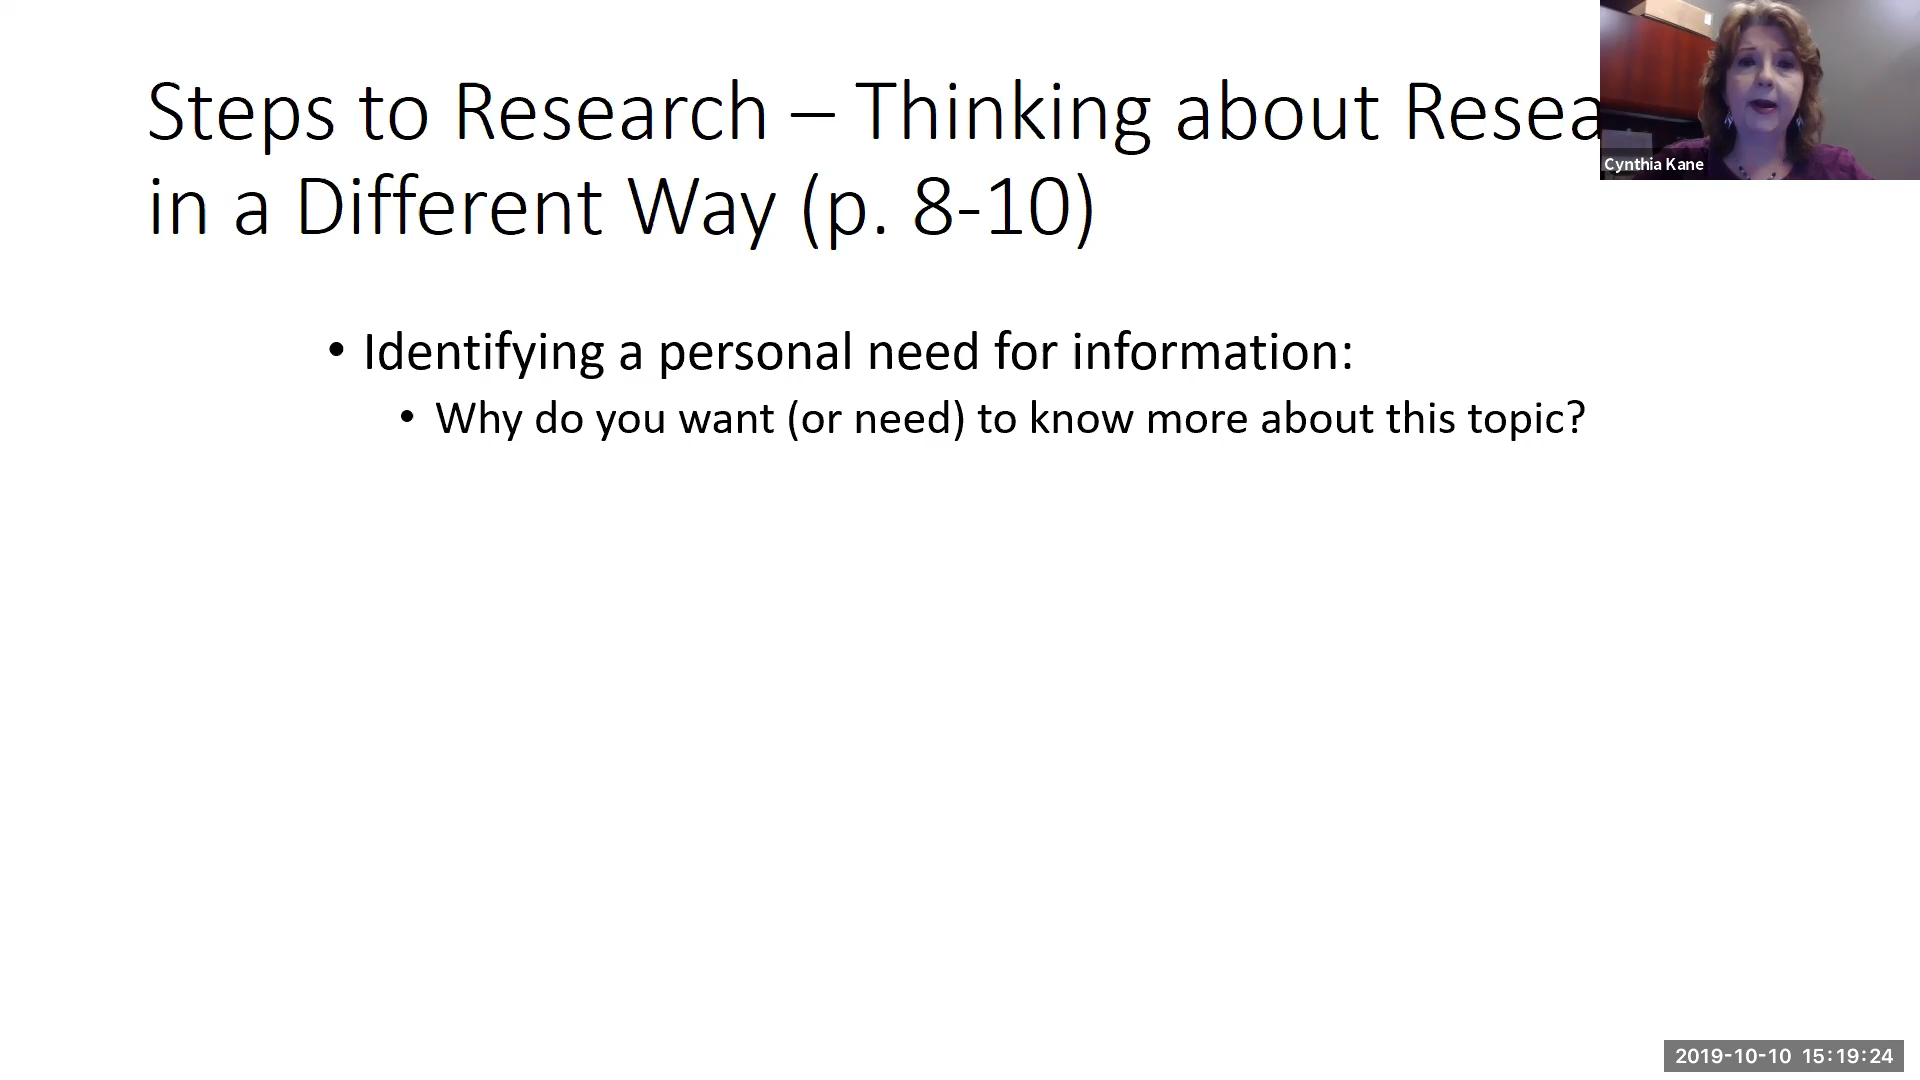 Steps to Research – Thinking about Resea
in a Different Way (p. 8-10)
• Identifying a personal need for information:
• Why do you want (or need) to know more about this topic?
Cynthia Kane
2019-10-10 15:19:24